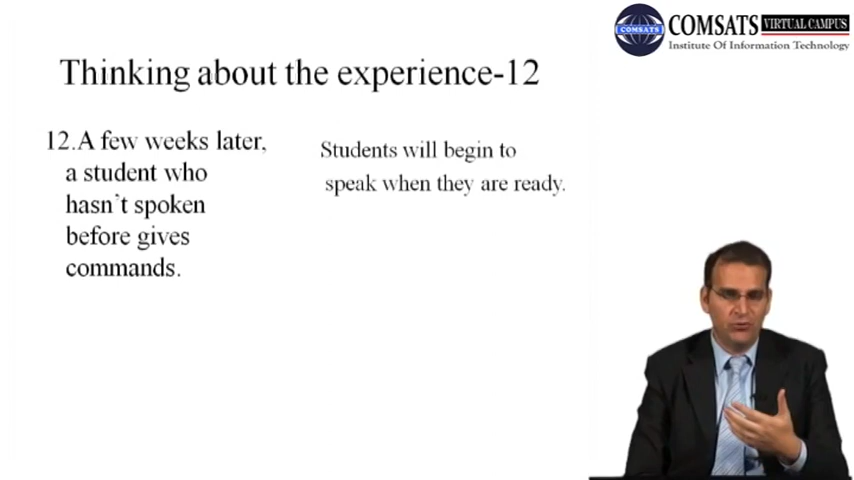 COMSATS
COMSATS VIRTUAL CAMPUS
Institute Of Information Technology
Thinking about the experience-12
12.A few weeks later,
a student who
hasn`t spoken
before gives
commands.
Students will begin to
speak when they are ready.